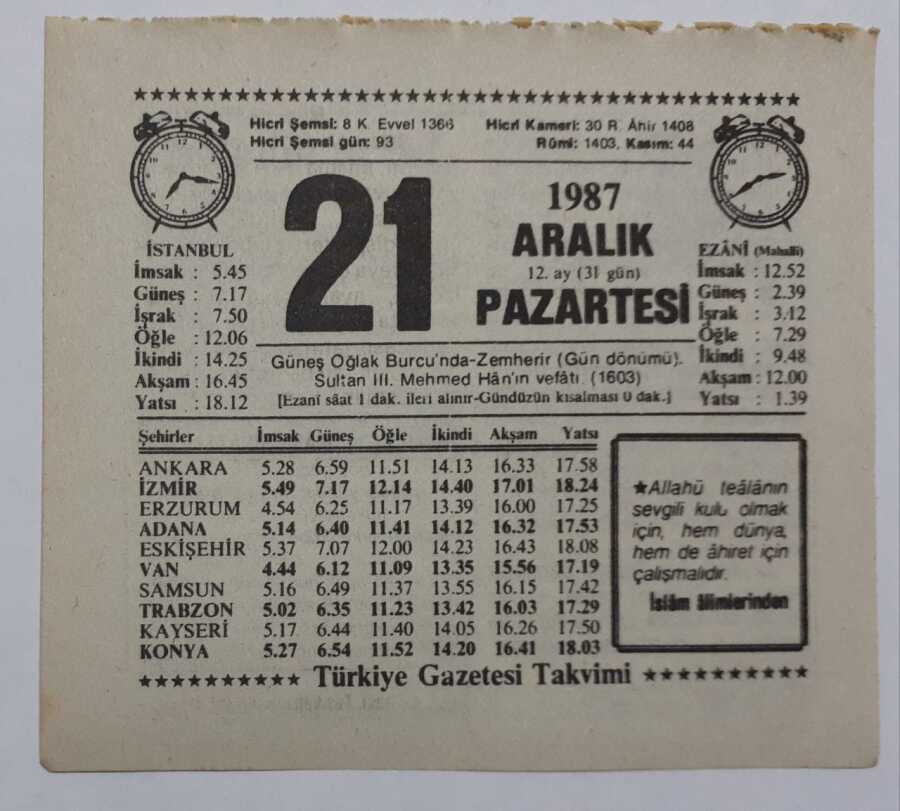 Hicrî Şemsî: 8 K. Evvel 1366 Hicrî Kamerî: 30 R. Âhir 1408
Hicrî Şemsî gün: 93 Rûmî: 1403, Kasım: 44
21
1987
ARALIK
12. ay (31 gün)
PAZARTESİ
İSTANBUL
İmsak : 5.45
Güneş : 7.17
İşrak : 7.50
Öğle : 12.06
İkindi : 14.25
Akşam : 16.45
Yatsı : 18.12
EZÂNÎ (Mahallî)
İmsak : 12.52
Güneş : 2.39
İşrak : 3.12
Öğle : 7.29
İkindi : 9.48
Akşam : 12.00
Yatsı : 1.39
Güneş Oğlak Burcu'nda-Zemherir (Gün dönümü).
Sultan III. Mehmed Hân'ın vefâtı. (1603)
[Ezanî sâat 1 dak. ileri alınır-Gündüzün kısalması 0 dak.]
Şehirler İmsak Güneş Öğle İkindi Akşam Yatsı
ANKARA 5.28 6.59 11.51 14.13 16.33 17.58
İZMİR 5.49 7.17 12.14 14.40 17.01 18.24
ERZURUM 4.54 6.25 11.17 13.39 16.00 17.25
ADANA 5.14 6.40 11.41 14.12 16.32 17.53
ESKİŞEHİR 5.37 7.07 12.00 14.23 16.43 18.08
VAN 4.44 6.12 11.09 13.35 15.56 17.19
SAMSUN 5.16 6.49 11.37 13.55 16.15 17.42
TRABZON 5.02 6.35 11.23 13.42 16.03 17.29
KAYSERİ 5.17 6.44 11.40 14.05 16.26 17.50
KONYA 5.27 6.54 11.52 14.20 16.41 18.03
★Allahü teâlânın
sevgili kulu olmak
için, hem dünya,
hem de âhiret için
çalışmalıdır.
İslâm âlimlerinden
Türkiye Gazetesi Takvimi